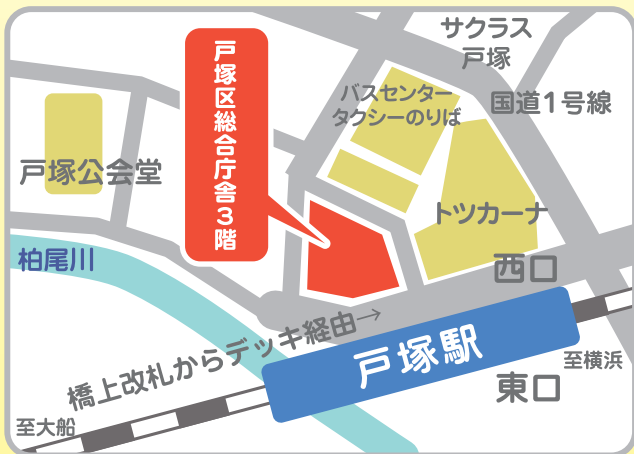 サクラス
戸塚
戸塚区総合庁舎3階
バスセンター
タクシーのりば
国道1号線
戸塚公会堂
トツカーナ
柏尾川
西口
橋上改札からデッキ経由→
戸塚駅
至横浜
東口
至大船